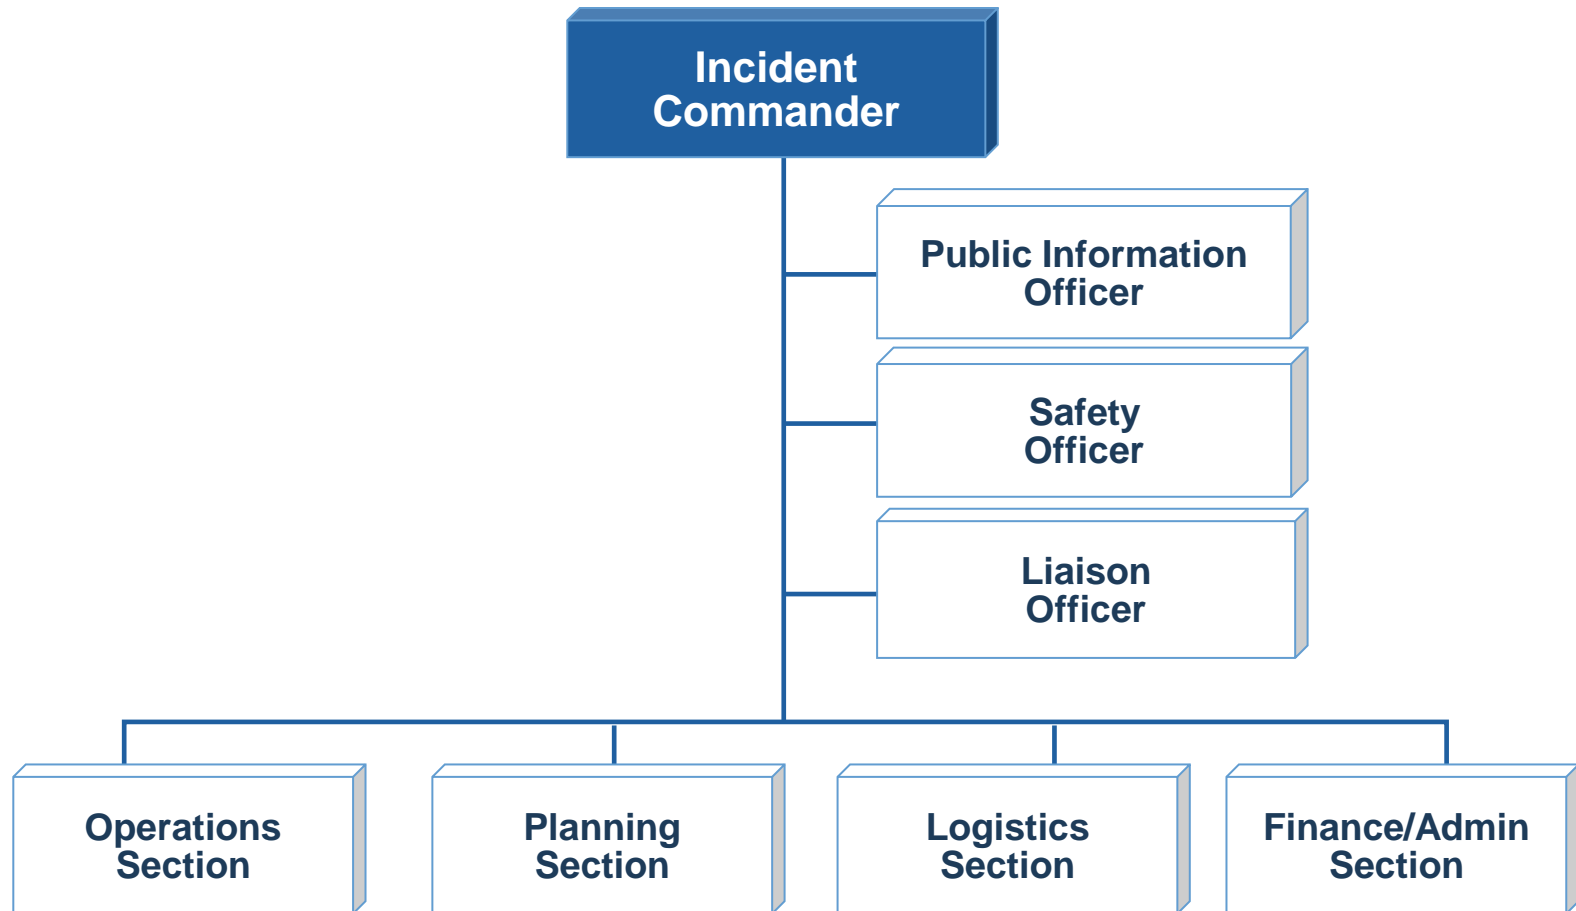 Incident
Commander
Public Information
Officer
Safety
Officer
Liaison
Officer
Operations
Section
Planning
Section
Logistics
Section
Finance/Admin
Section